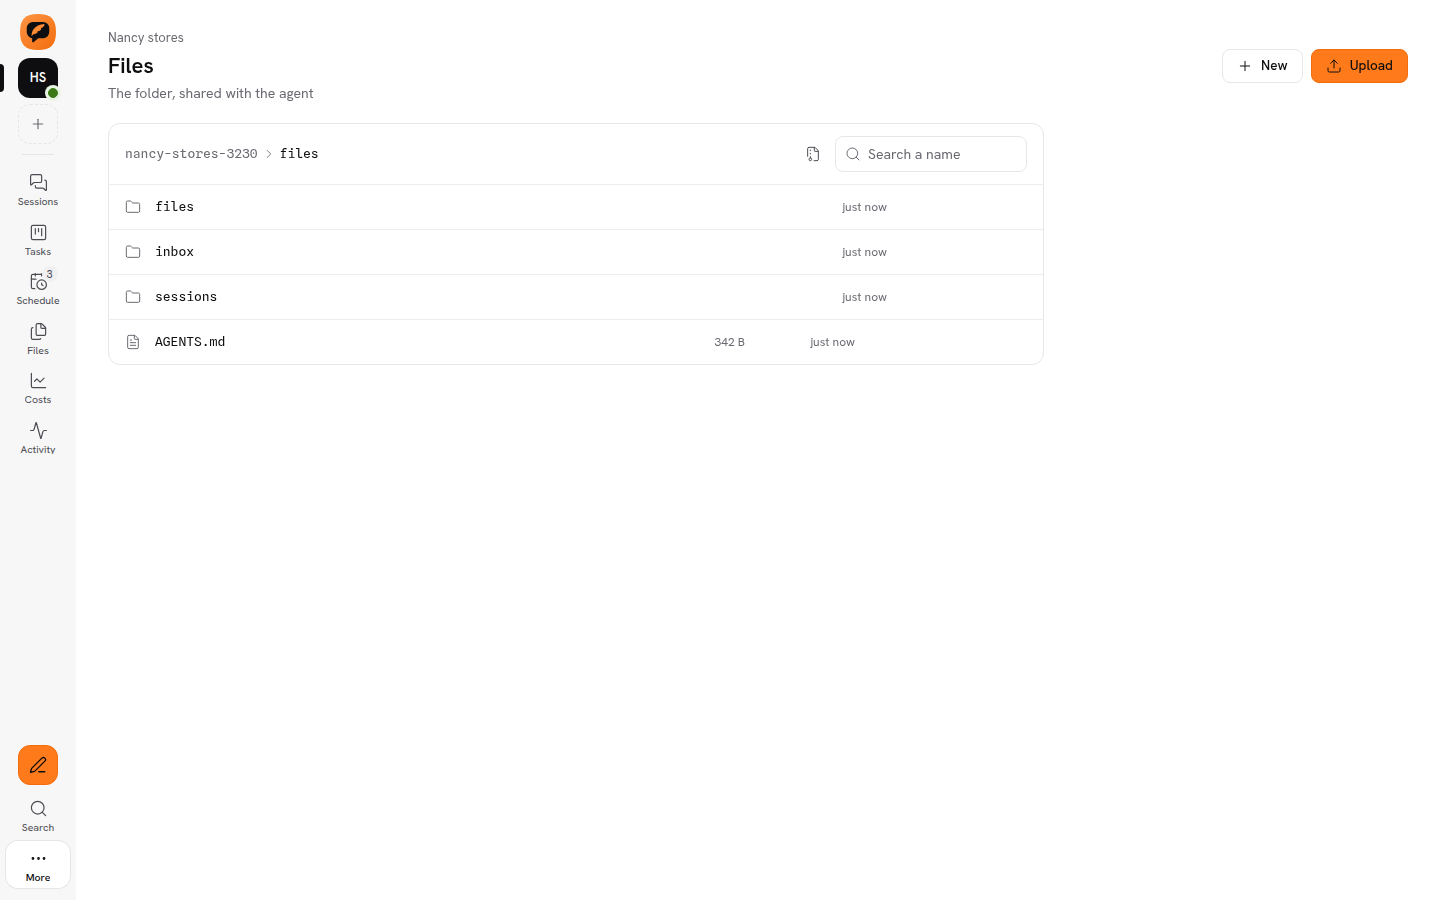 HS
Sessions
Tasks
3
Schedule
Files
Costs
Activity
Search
More
Nancy stores
Files
The folder, shared with the agent
New
Upload
nancy-stores-3230 > files
Search a name
files just now
inbox just now
sessions just now
AGENTS.md 342 B just now